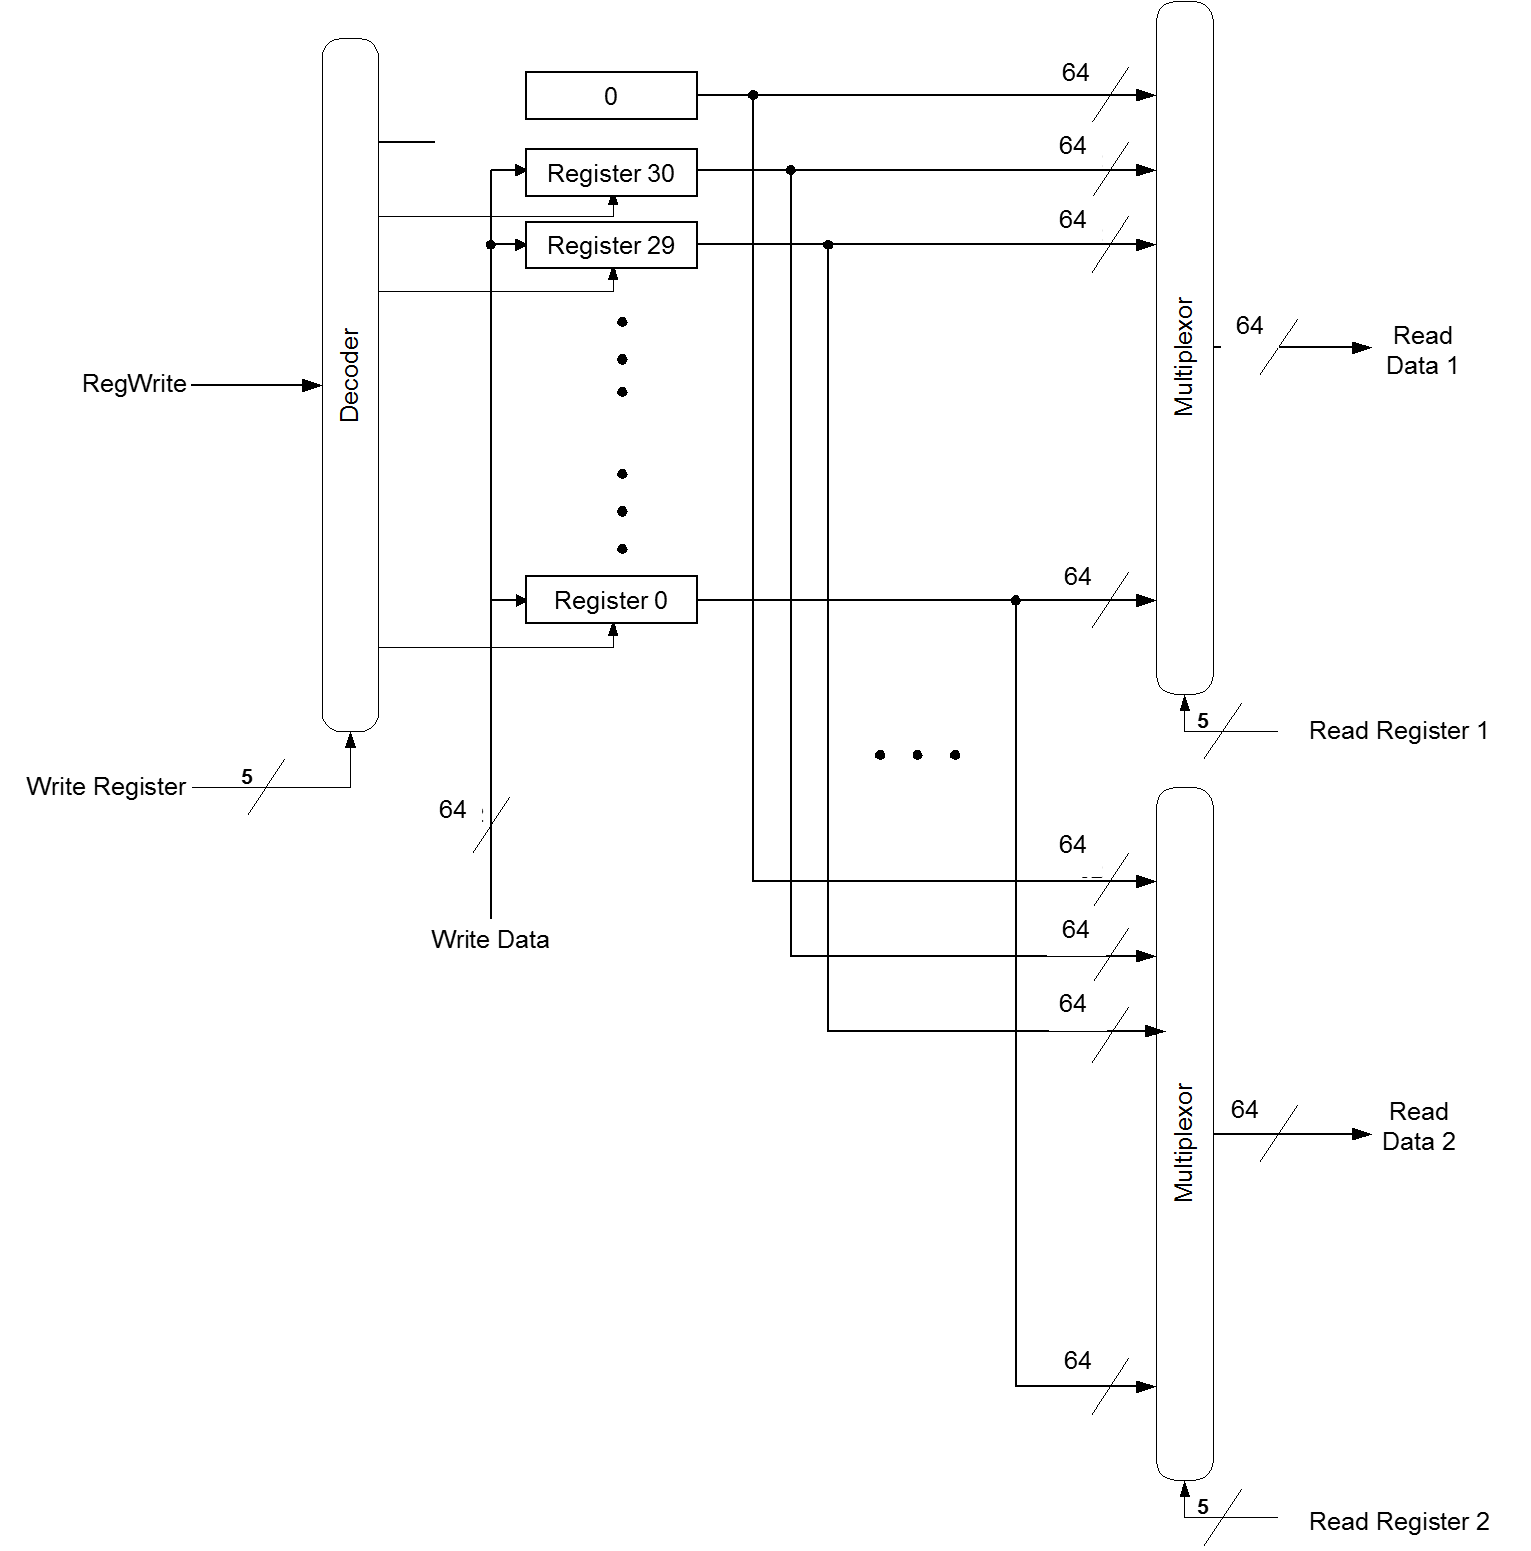 64
0
64
Register 30
64
Register 29
Decoder
Multiplexor
64
Read
Data 1
RegWrite
64
Register 0
5
Read Register 1
5
Write Register
64
64
64
Write Data
64
Multiplexor
64
Read
Data 2
64
5
Read Register 2